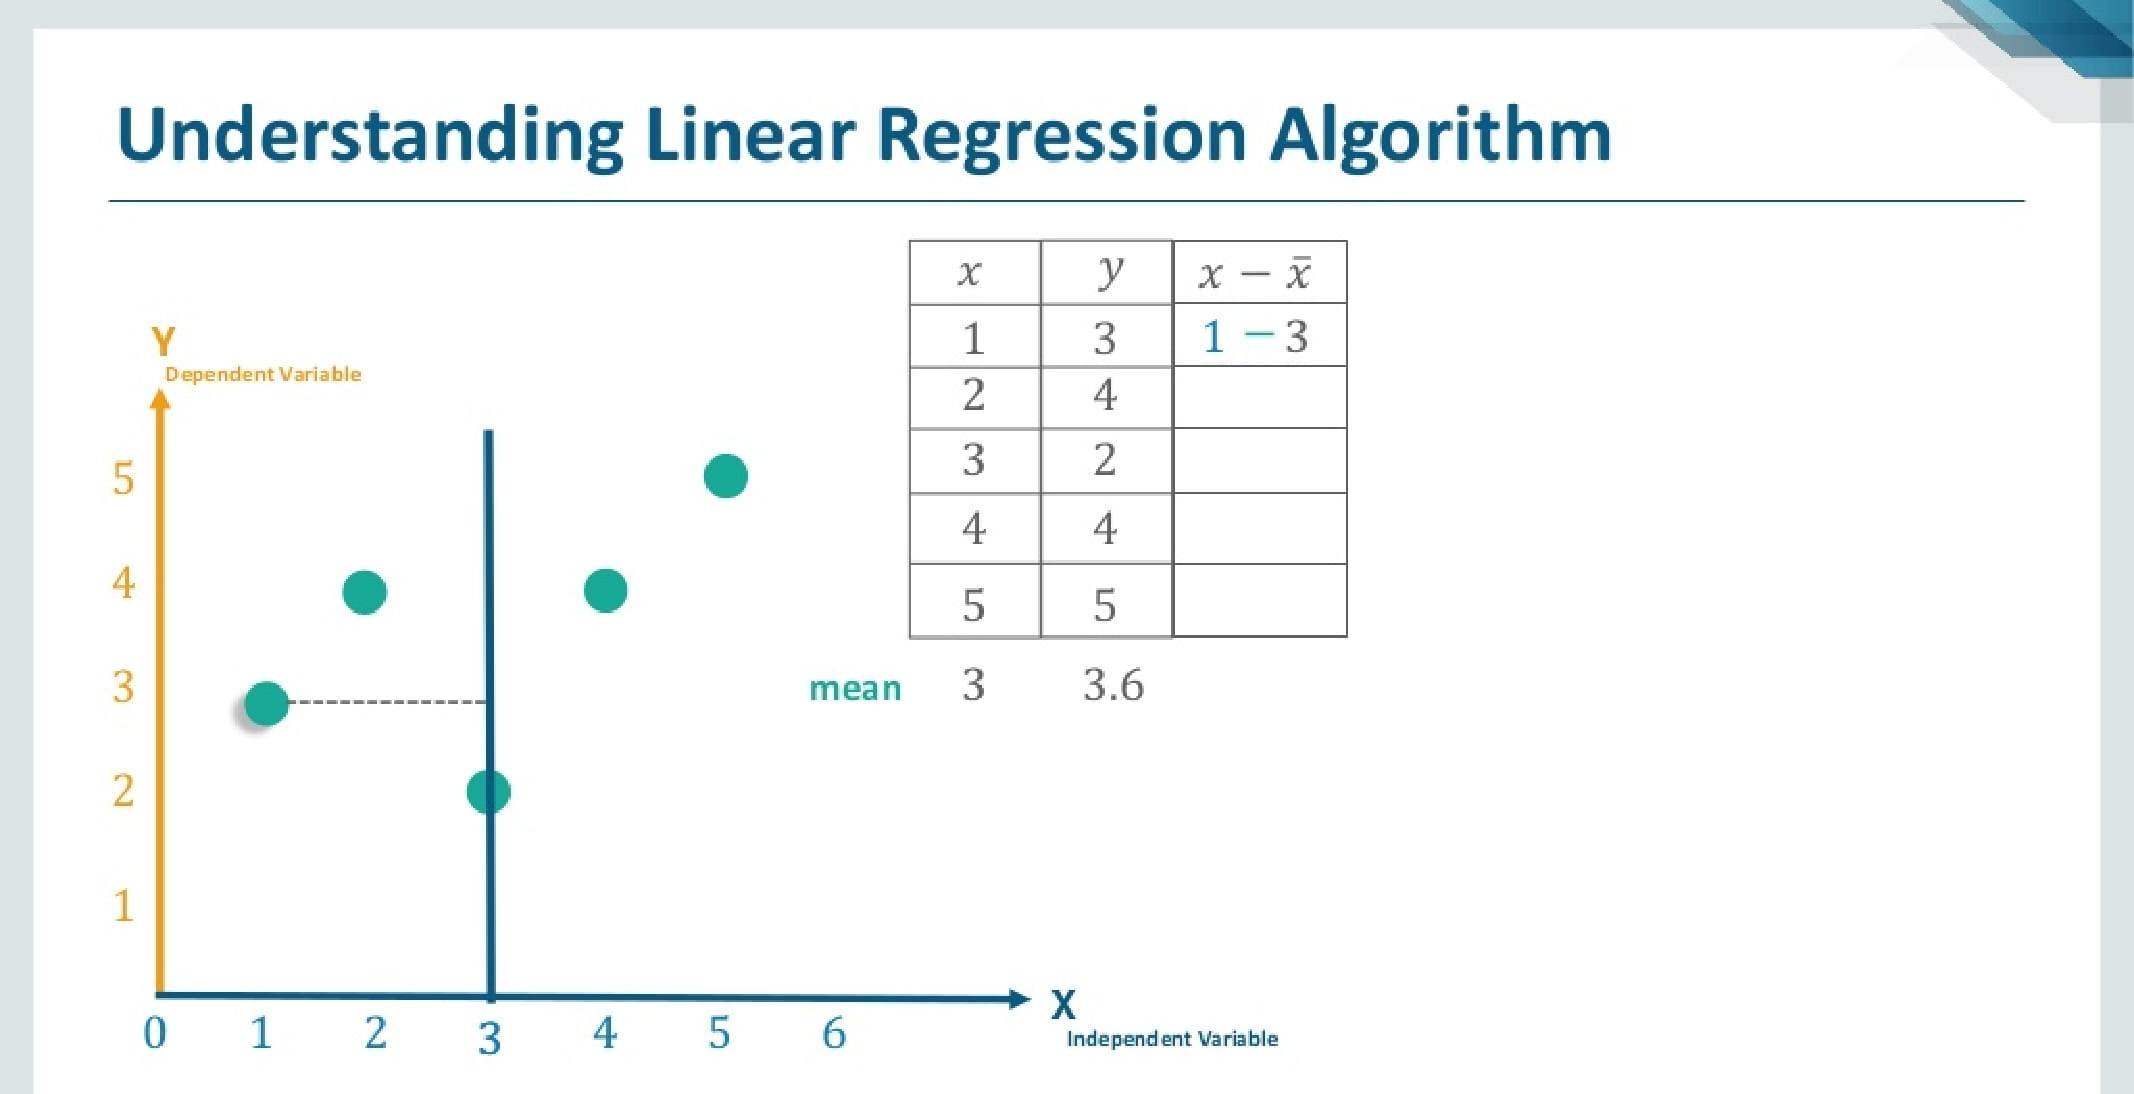 Understanding Linear Regression Algorithm
x y x − x̄
1 3 1 − 3
2 4
3 2
4 4
5 5
mean 3 3.6
Y
Dependent Variable
5
4
3
2
1
0 1 2 3 4 5 6
X
Independent Variable